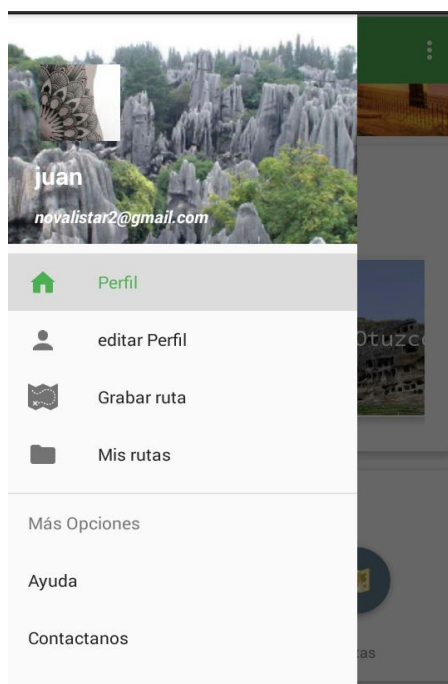 juan
novalistar2@gmail.com
Perfil
editar Perfil
Grabar ruta
Mis rutas
Más Opciones
Ayuda
Contactanos